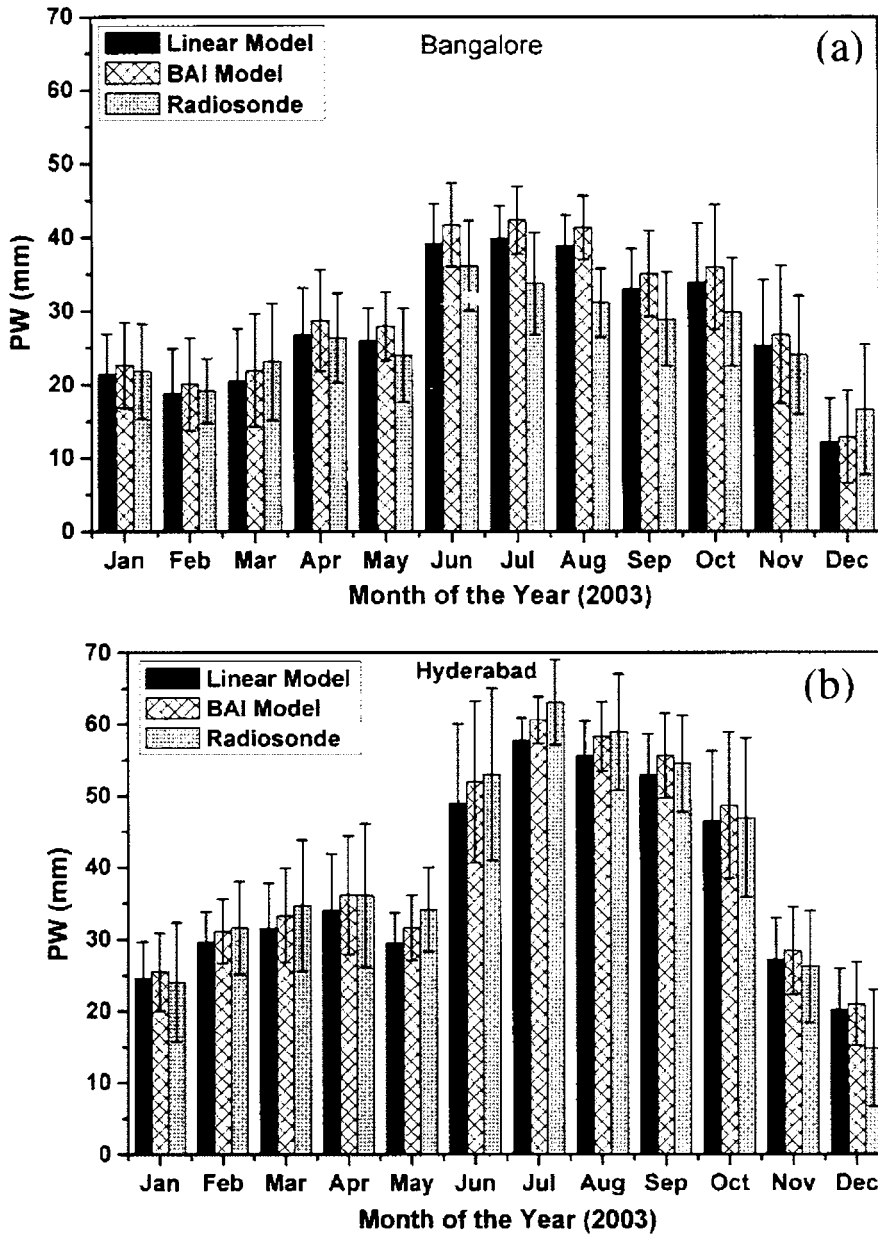 Bangalore
(a)
Linear Model
BAI Model
Radiosonde
70
60
50
40
30
20
10
0
PW (mm)
Jan Feb Mar Apr May Jun Jul Aug Sep Oct Nov Dec
Month of the Year (2003)
Hyderabad
(b)
Linear Model
BAI Model
Radiosonde
70
60
50
40
30
20
10
0
PW (mm)
Jan Feb Mar Apr May Jun Jul Aug Sep Oct Nov Dec
Month of the Year (2003)